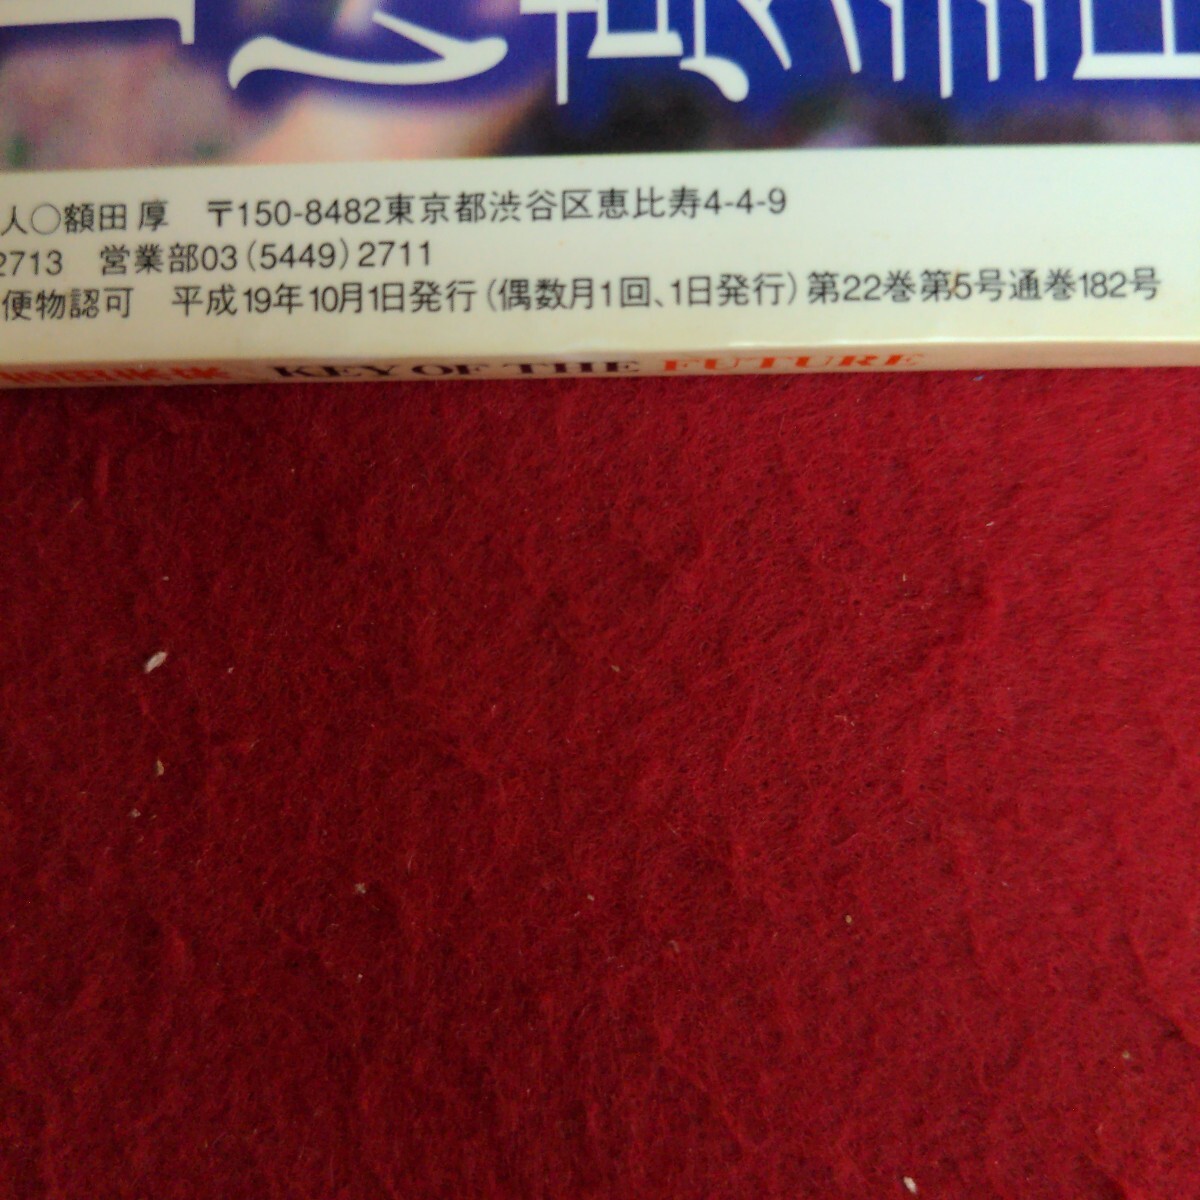 人○額田 厚　〒150-8482東京都渋谷区恵比寿4-4-9
2713　営業部03(5449)2711
便物認可　平成19年10月1日発行(偶数月1回、1日発行)第22巻第5号通巻182号
KEY OF THE FUTURE